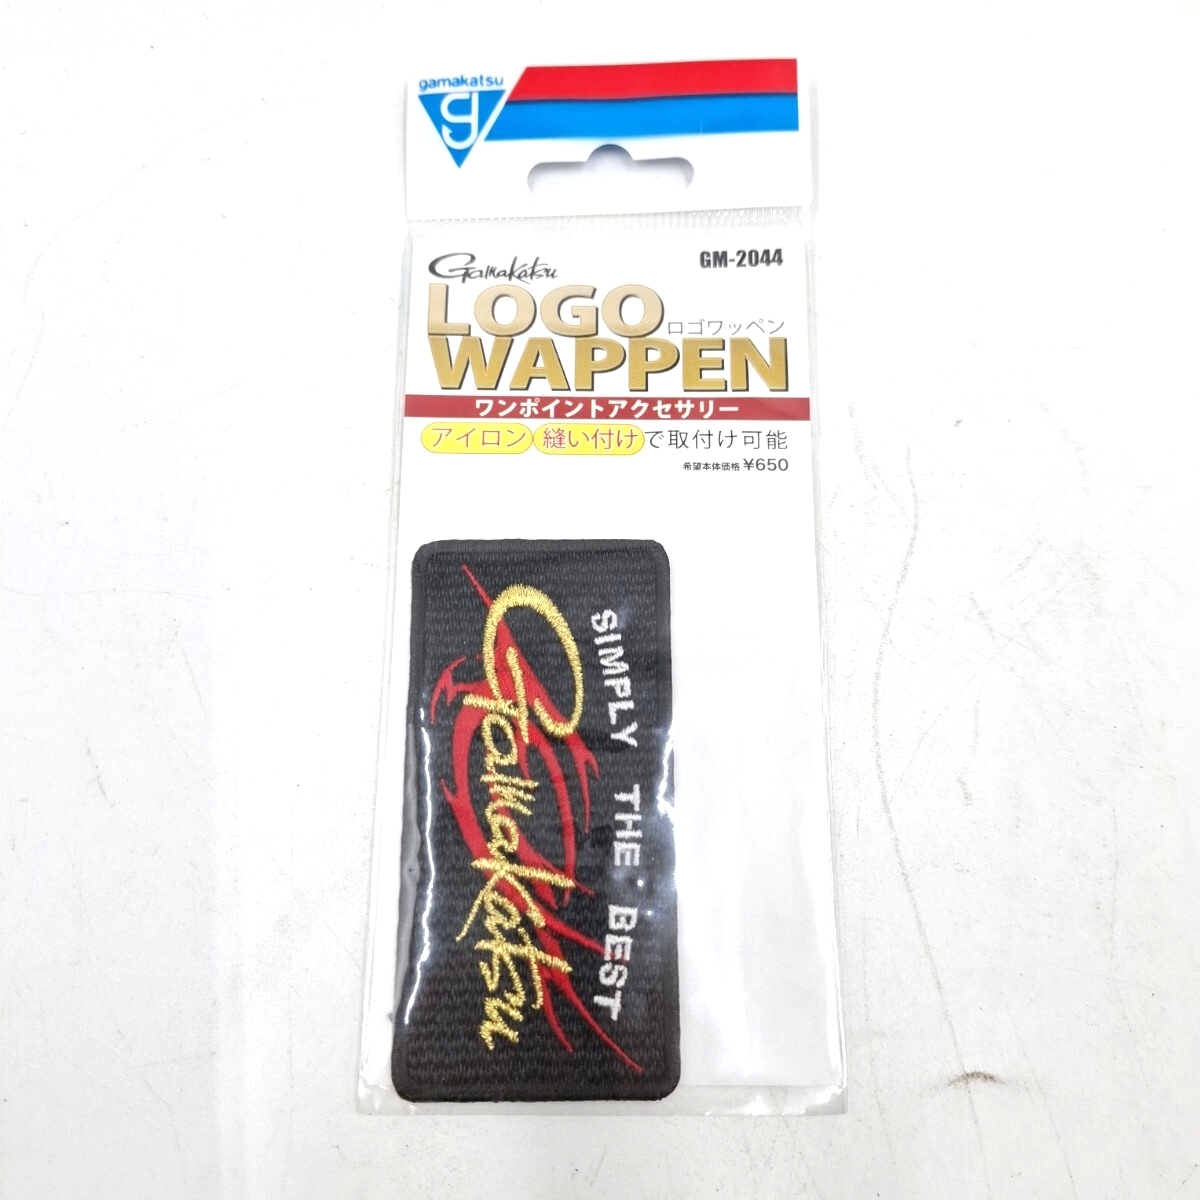 gamakatsu
g
Gamakatsu
GM-2044
LOGO
ロゴワッペン
WAPPEN
ワンポイントアクセサリー
アイロン 縫い付けで取付け可能
希望本体価格 ¥650
Gamakatsu
SIMPLY THE BEST